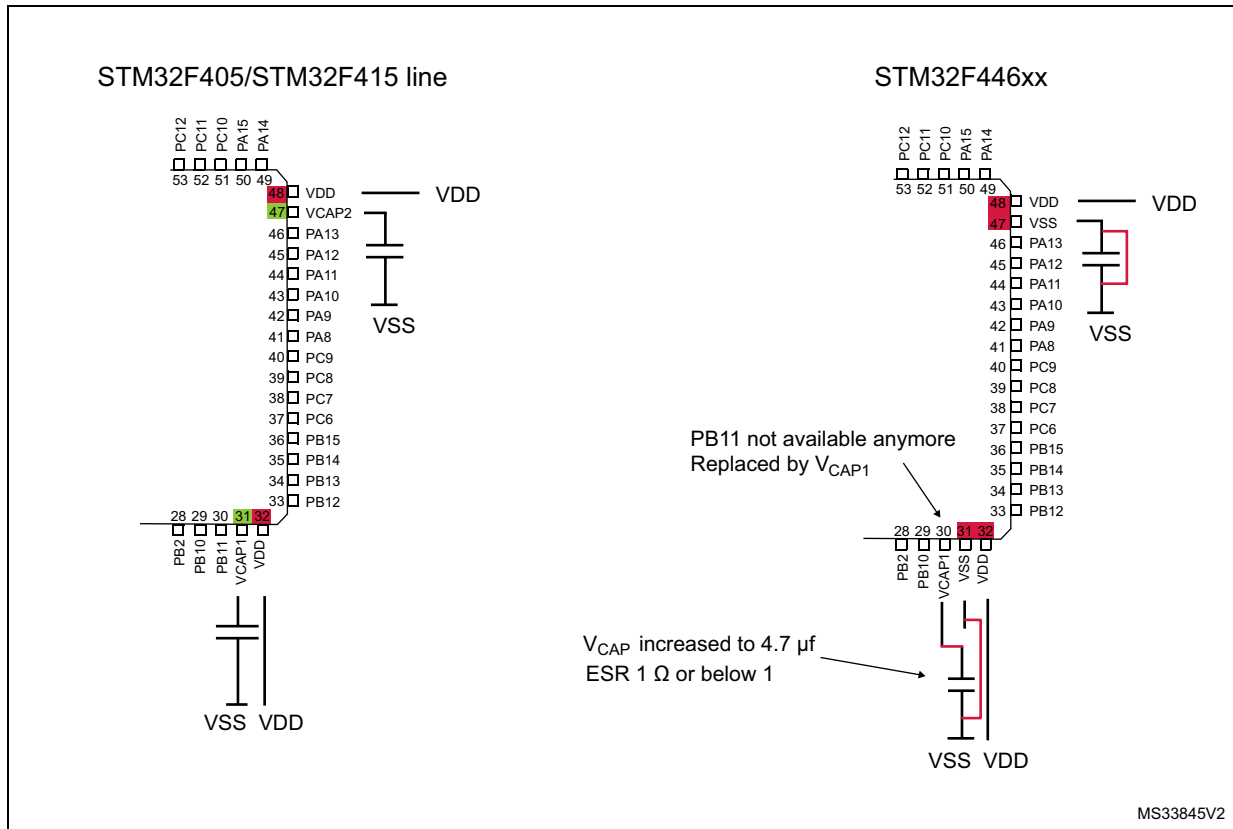 STM32F405/STM32F415 line
PC12
PC11
PC10
PA15
PA14
53 52 51 50 49
48 VDD
VDD
47 VCAP2
46 PA13
45 PA12
44 PA11
43 PA10
42 PA9
41 PA8
40 PC9
39 PC8
38 PC7
37 PC6
36 PB15
35 PB14
34 PB13
33 PB12
VSS
28 29 30 31 32
PB2
PB10
PB11
VCAP1
VDD
VSS VDD
STM32F446xx
PC12
PC11
PC10
PA15
PA14
53 52 51 50 49
48 VDD
VDD
47 VSS
46 PA13
45 PA12
44 PA11
43 PA10
42 PA9
41 PA8
40 PC9
39 PC8
38 PC7
37 PC6
36 PB15
35 PB14
34 PB13
33 PB12
VSS
PB11 not available anymore
Replaced by VCAP1
28 29 30 31 32
PB2
PB10
VCAP1
VSS
VDD
VCAP increased to 4.7 µf
ESR 1 Ω or below 1
VSS VDD
MS33845V2